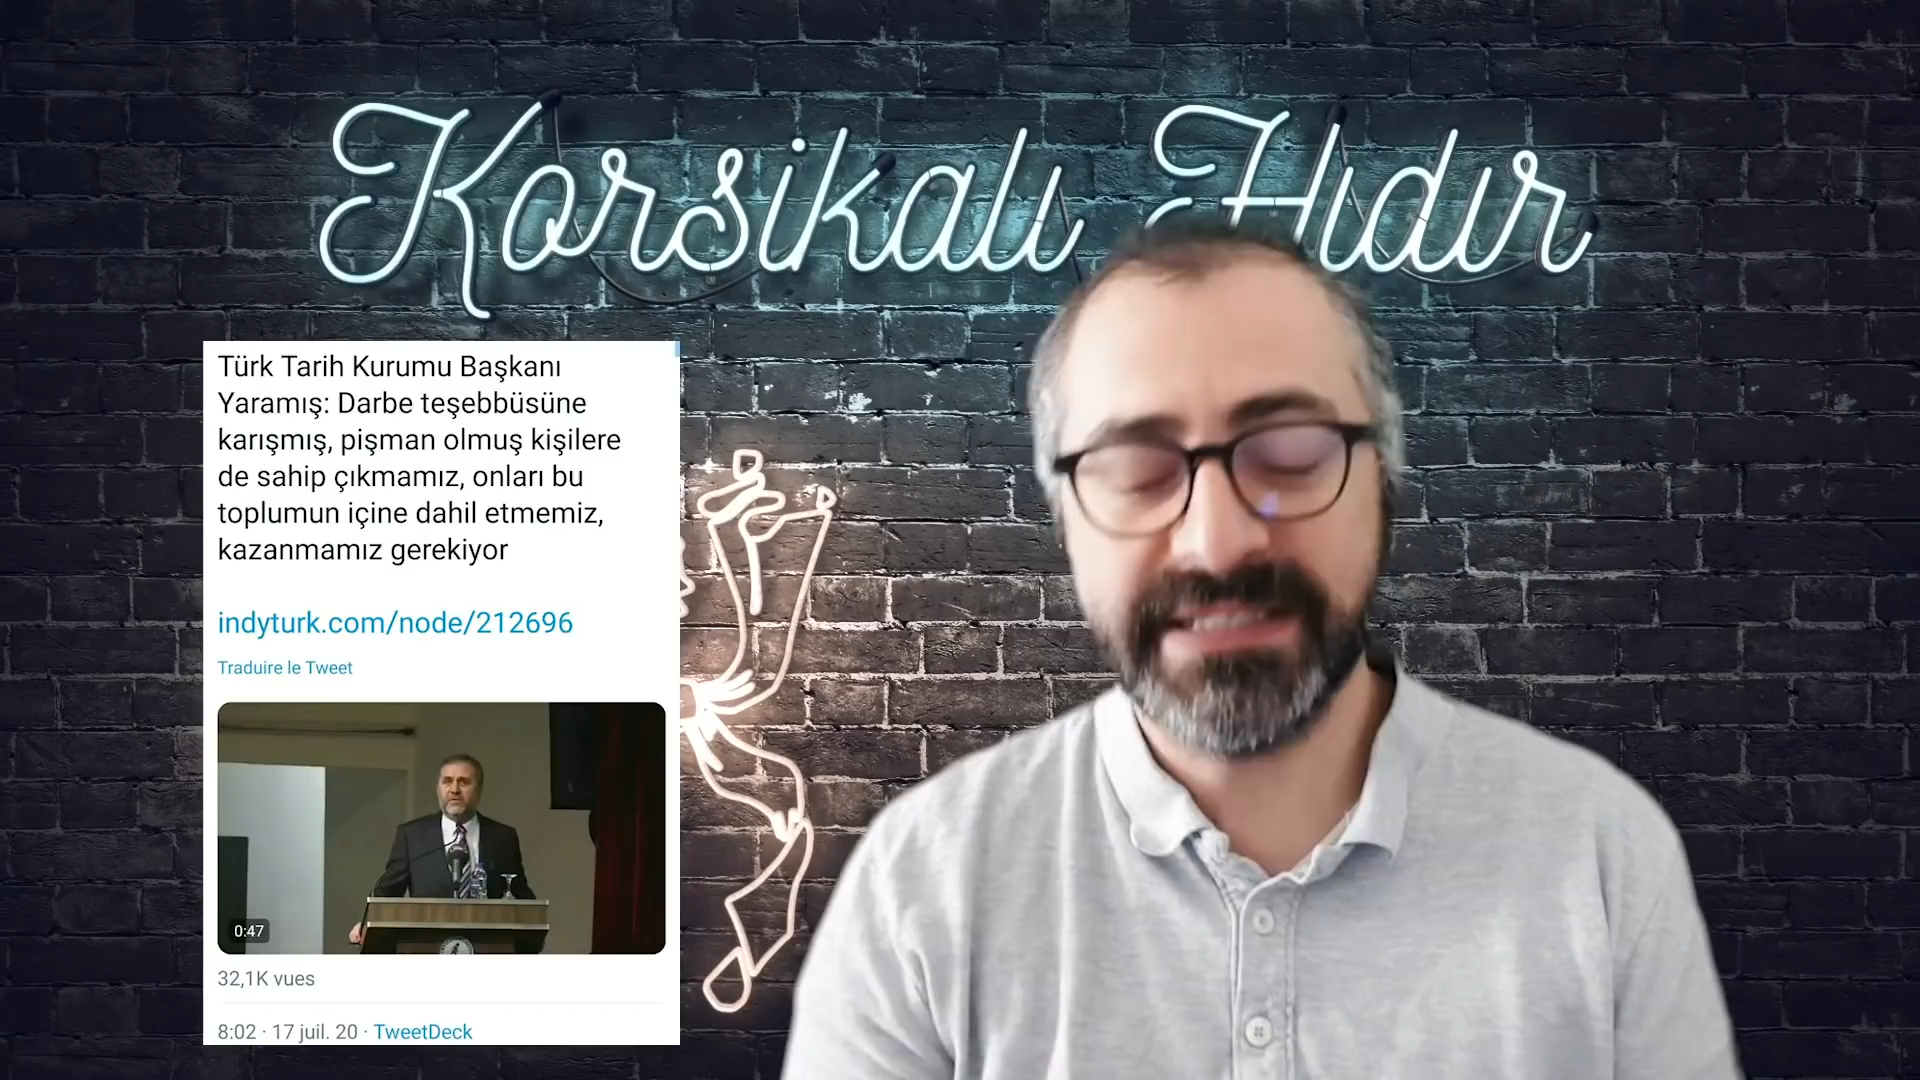 Korsikalı Hıdır
Türk Tarih Kurumu Başkanı
Yaramış: Darbe teşebbüsüne
karışmış, pişman olmuş kişilere
de sahip çıkmamız, onları bu
toplumun içine dahil etmemiz,
kazanmamız gerekiyor
indyturk.com/node/212696
Traduire le Tweet
0:47
32,1K vues
8:02 · 17 juil. 20 · TweetDeck